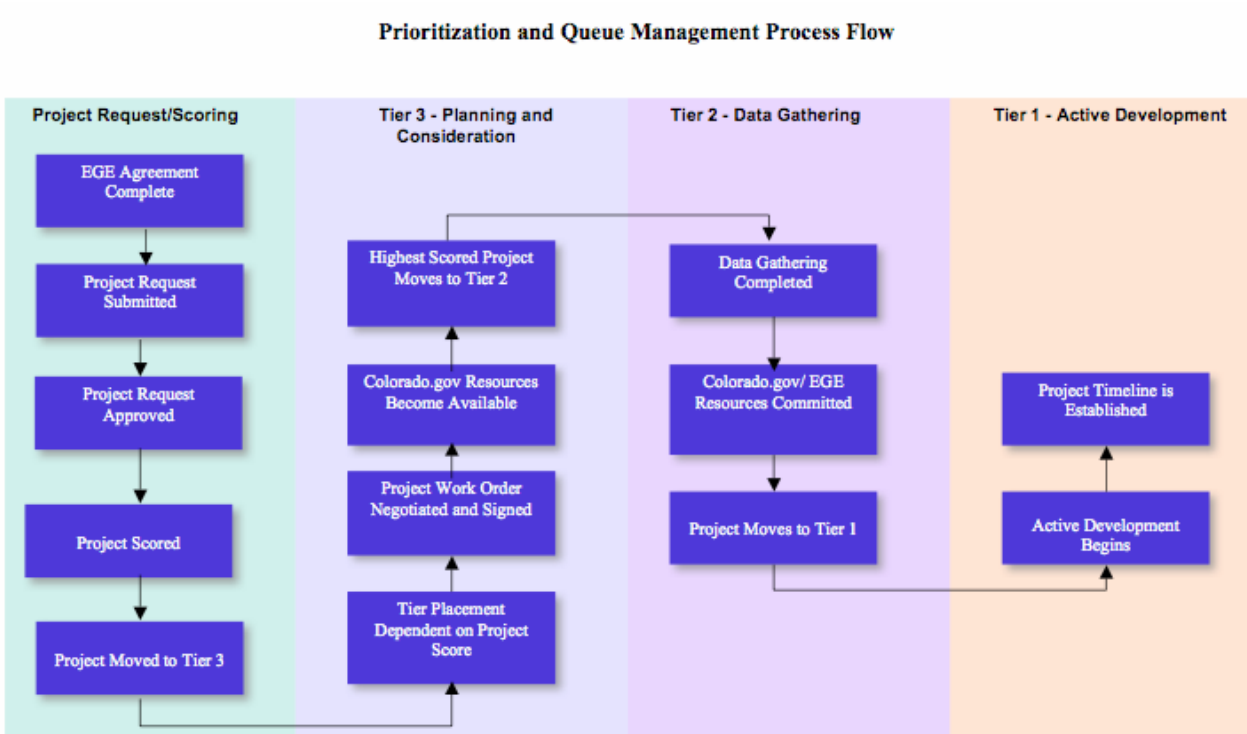 Prioritization and Queue Management Process Flow
Project Request/Scoring
EGE Agreement
Complete
Project Request
Submitted
Project Request
Approved
Project Scored
Project Moved to Tier 3
Tier 3 - Planning and
Consideration
Highest Scored Project
Moves to Tier 2
Colorado.gov Resources
Become Available
Project Work Order
Negotiated and Signed
Tier Placement
Dependent on Project
Score
Tier 2 - Data Gathering
Data Gathering
Completed
Colorado.gov/ EGE
Resources Committed
Project Moves to Tier 1
Tier 1 - Active Development
Project Timeline is
Established
Active Development
Begins